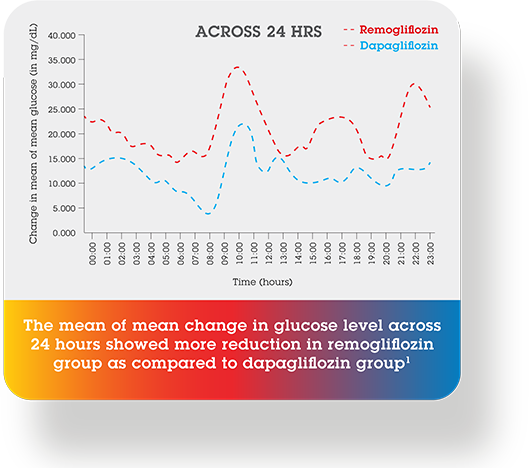 ACROSS 24 HRS
-- Remogliflozin
-- Dapagliflozin
Change in mean of mean glucose (in mg/dL)
40.000
35.000
30.000
25.000
20.000
15.000
10.000
5.000
0.000
00:00 01:00 02:00 03:00 04:00 05:00 06:00 07:00 08:00 09:00 10:00 11:00 12:00 13:00 14:00 15:00 16:00 17:00 18:00 19:00 20:00 21:00 22:00 23:00
Time (hours)
The mean of mean change in glucose level across
24 hours showed more reduction in remogliflozin
group as compared to dapagliflozin group¹